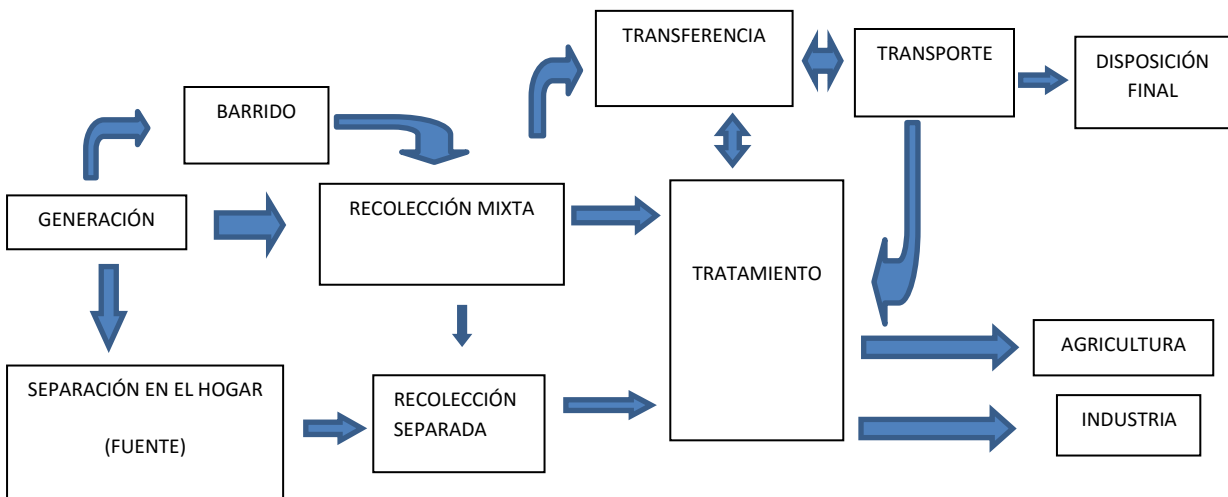 TRANSFERENCIA
TRANSPORTE
DISPOSICIÓN
FINAL
BARRIDO
GENERACIÓN
RECOLECCIÓN MIXTA
TRATAMIENTO
AGRICULTURA
SEPARACIÓN EN EL HOGAR
(FUENTE)
RECOLECCIÓN
SEPARADA
INDUSTRIA